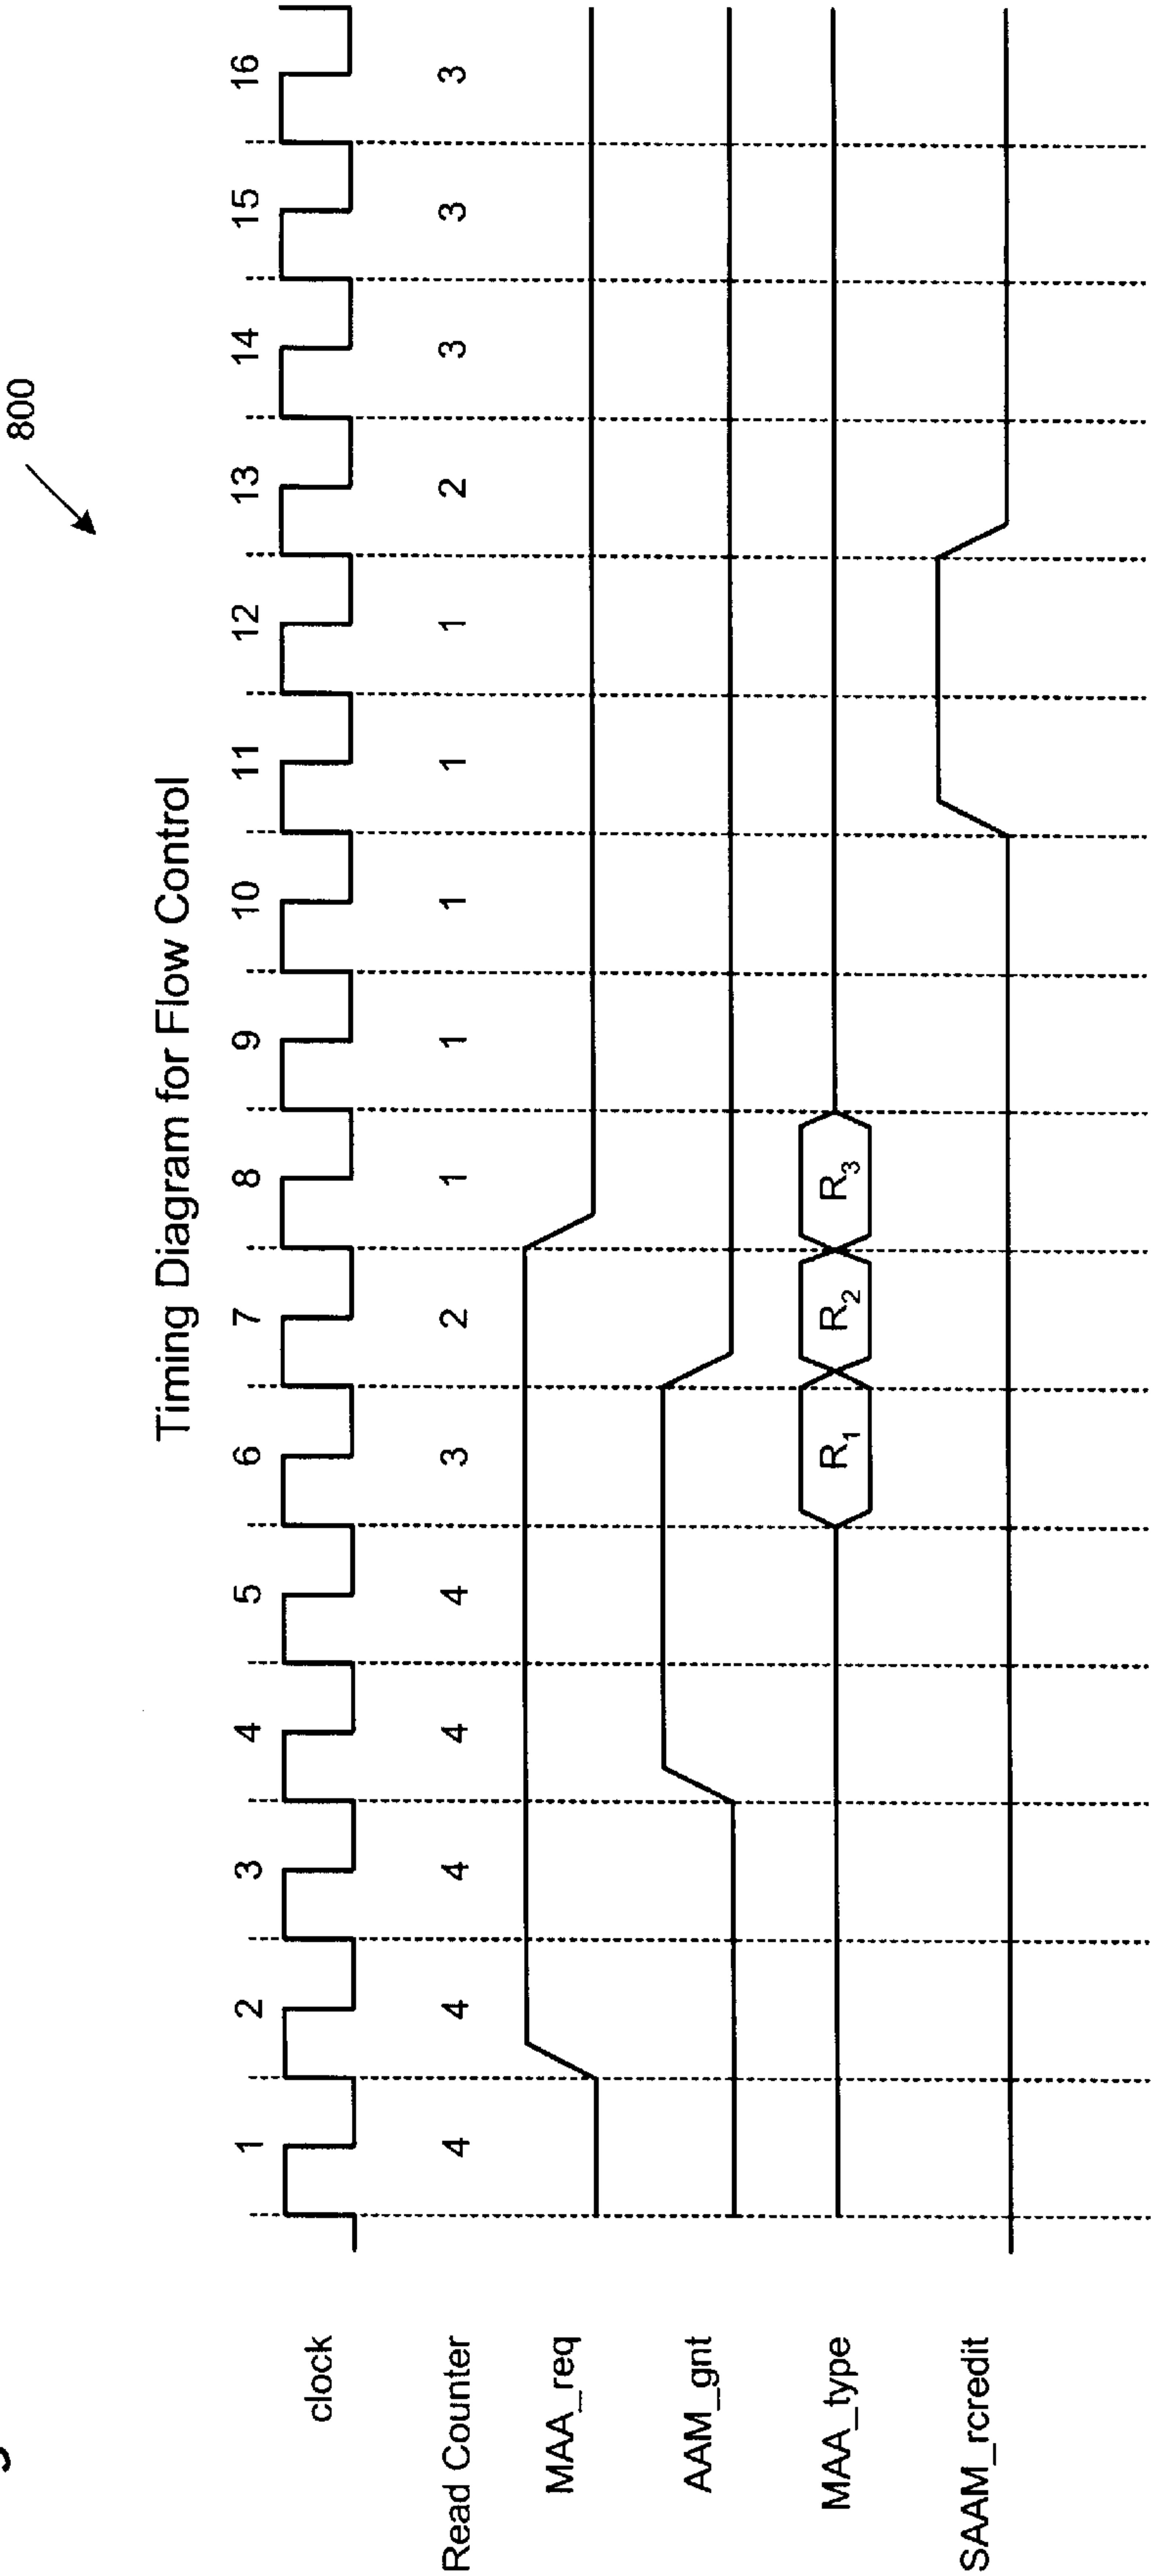 800
Timing Diagram for Flow Control
1 2 3 4 5 6 7 8 9 10 11 12 13 14 15 16
clock
Read Counter 4 4 4 4 4 3 2 1 1 1 1 1 2 3 3 3
MAA_req
AAM_gnt
MAA_type R1 R2 R3
SAAM_rcredit